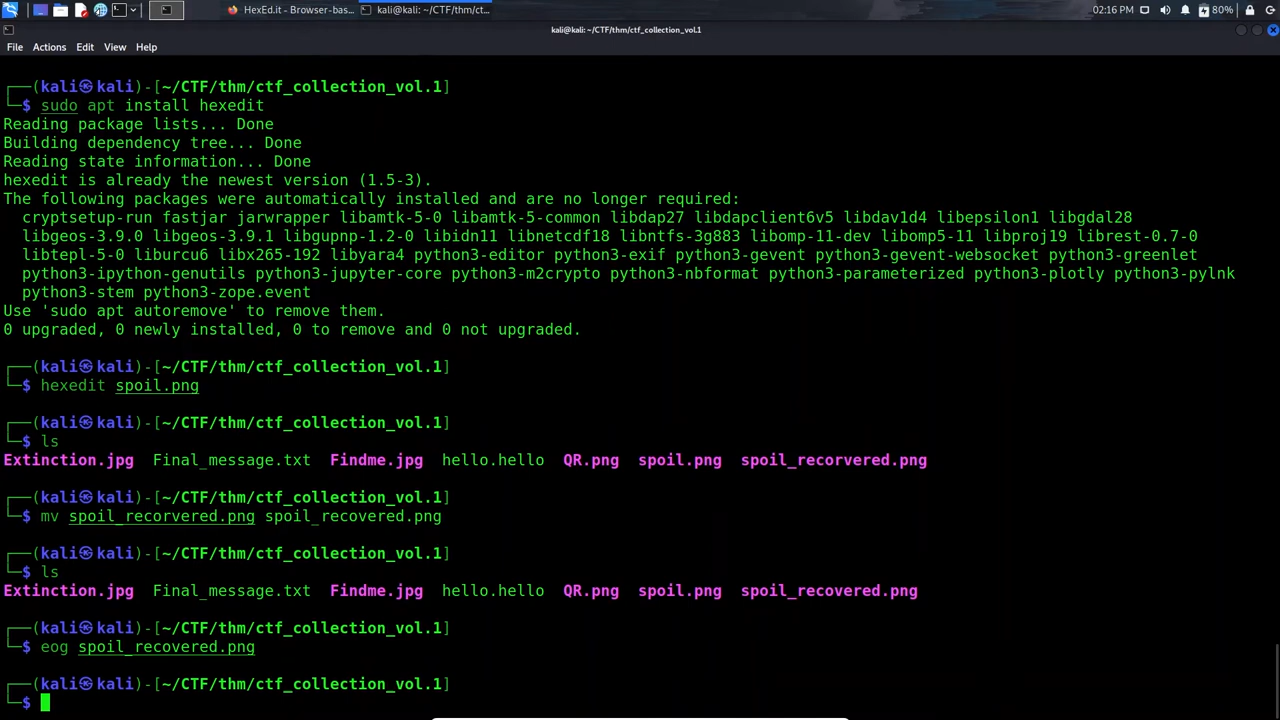 HexEd.it - Browser-bas...
kali@kali: ~/CTF/thm/ct...
02:16 PM
80%
kali@kali: ~/CTF/thm/ctf_collection_vol.1
File Actions Edit View Help
┌──(kali㉿kali)-[~/CTF/thm/ctf_collection_vol.1]
└─$ sudo apt install hexedit
Reading package lists... Done
Building dependency tree... Done
Reading state information... Done
hexedit is already the newest version (1.5-3).
The following packages were automatically installed and are no longer required:
cryptsetup-run fastjar jarwrapper libamtk-5-0 libamtk-5-common libdap27 libdapclient6v5 libdav1d4 libepsilon1 libgdal28
libgeos-3.9.0 libgeos-3.9.1 libgupnp-1.2-0 libidn11 libnetcdf18 libntfs-3g883 libomp-11-dev libomp5-11 libproj19 librest-0.7-0
libtepl-5-0 liburcu6 libx265-192 libyara4 python3-editor python3-exif python3-gevent python3-gevent-websocket python3-greenlet
python3-ipython-genutils python3-jupyter-core python3-m2crypto python3-nbformat python3-parameterized python3-plotly python3-pylnk
python3-stem python3-zope.event
Use 'sudo apt autoremove' to remove them.
0 upgraded, 0 newly installed, 0 to remove and 0 not upgraded.
┌──(kali㉿kali)-[~/CTF/thm/ctf_collection_vol.1]
└─$ hexedit spoil.png
┌──(kali㉿kali)-[~/CTF/thm/ctf_collection_vol.1]
└─$ ls
Extinction.jpg Final_message.txt Findme.jpg hello.hello QR.png spoil.png spoil_recorvered.png
┌──(kali㉿kali)-[~/CTF/thm/ctf_collection_vol.1]
└─$ mv spoil_recorvered.png spoil_recovered.png
┌──(kali㉿kali)-[~/CTF/thm/ctf_collection_vol.1]
└─$ ls
Extinction.jpg Final_message.txt Findme.jpg hello.hello QR.png spoil.png spoil_recovered.png
┌──(kali㉿kali)-[~/CTF/thm/ctf_collection_vol.1]
└─$ eog spoil_recovered.png
┌──(kali㉿kali)-[~/CTF/thm/ctf_collection_vol.1]
└─$